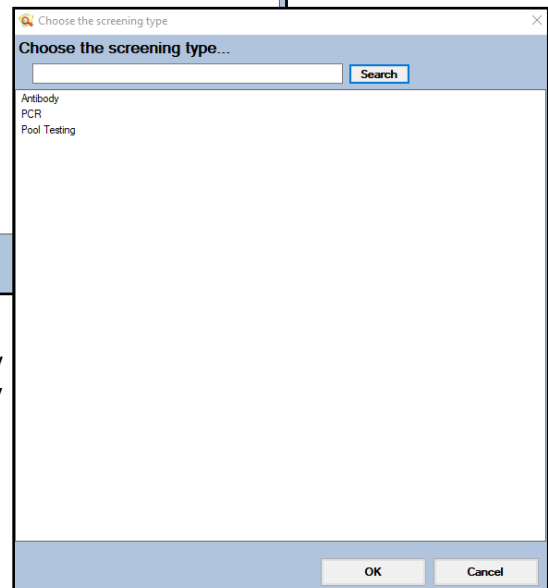 Choose the screening type
Choose the screening type...
Search
Antibody
PCR
Pool Testing
OK
Cancel